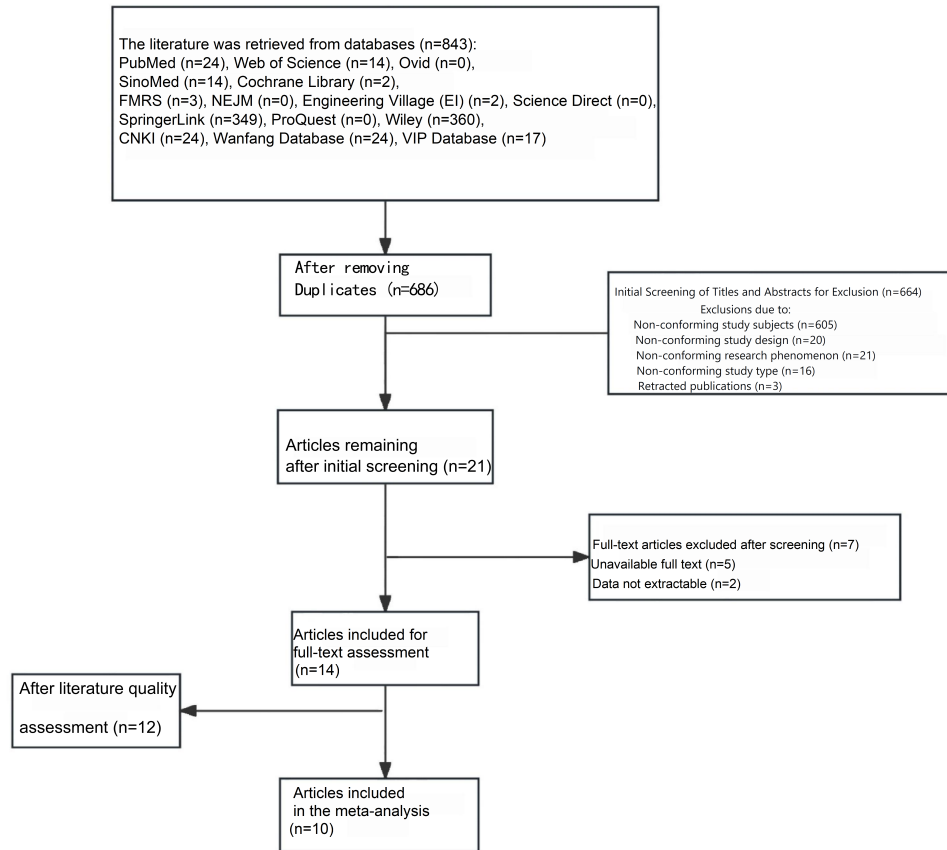 The literature was retrieved from databases (n=843):
PubMed (n=24), Web of Science (n=14), Ovid (n=0),
SinoMed (n=14), Cochrane Library (n=2),
FMRS (n=3), NEJM (n=0), Engineering Village (EI) (n=2), Science Direct (n=0),
SpringerLink (n=349), ProQuest (n=0), Wiley (n=360),
CNKI (n=24), Wanfang Database (n=24), VIP Database (n=17)
After removing
Duplicates (n=686)
Initial Screening of Titles and Abstracts for Exclusion (n=664)
Exclusions due to:
Non-conforming study subjects (n=605)
Non-conforming study design (n=20)
Non-conforming research phenomenon (n=21)
Non-conforming study type (n=16)
Retracted publications (n=3)
Articles remaining
after initial screening (n=21)
Full-text articles excluded after screening (n=7)
Unavailable full text (n=5)
Data not extractable (n=2)
Articles included for
full-text assessment
(n=14)
After literature quality
assessment (n=12)
Articles included
in the meta-analysis
(n=10)